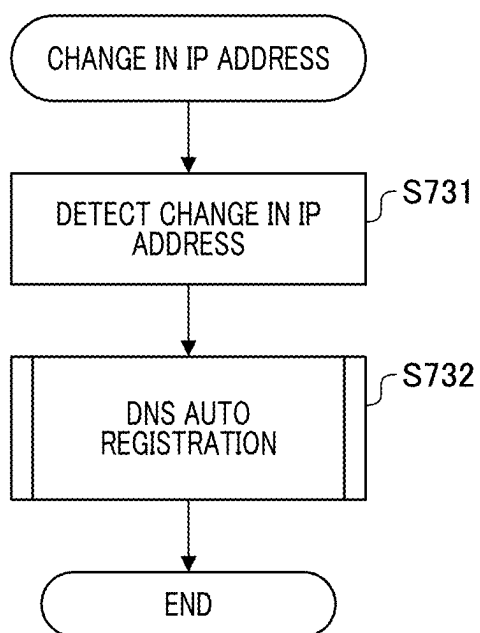 CHANGE IN IP ADDRESS
DETECT CHANGE IN IP
ADDRESS
S731
DNS AUTO
REGISTRATION
S732
END